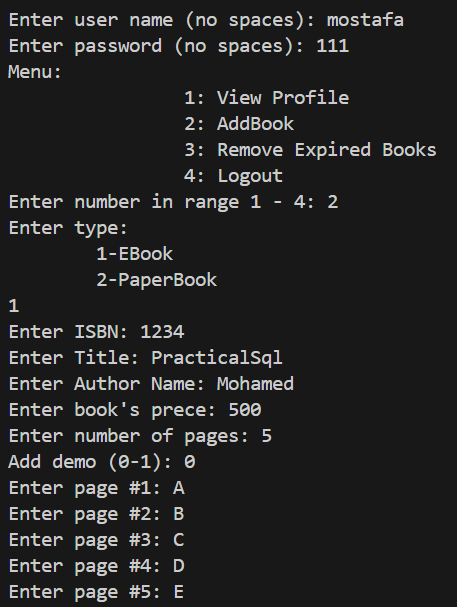 Enter user name (no spaces): mostafa
Enter password (no spaces): 111
Menu:
1: View Profile
2: AddBook
3: Remove Expired Books
4: Logout
Enter number in range 1 - 4: 2
Enter type:
1-EBook
2-PaperBook
1
Enter ISBN: 1234
Enter Title: PracticalSql
Enter Author Name: Mohamed
Enter book's prece: 500
Enter number of pages: 5
Add demo (0-1): 0
Enter page #1: A
Enter page #2: B
Enter page #3: C
Enter page #4: D
Enter page #5: E